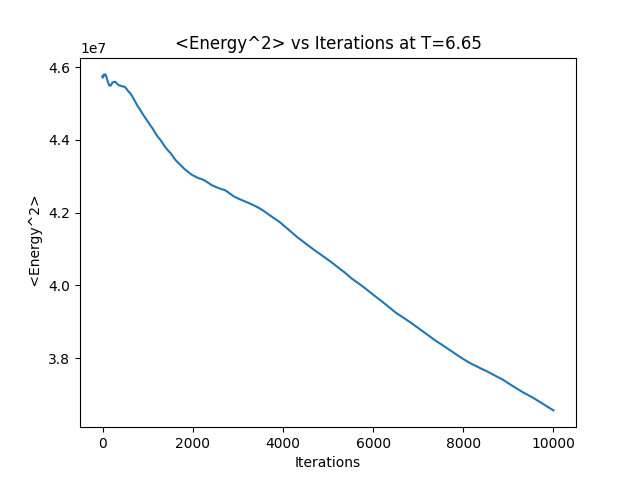 <Energy^2> vs Iterations at T=6.65
1e7
4.6
4.4
4.2
4.0
3.8
<Energy^2>
0 2000 4000 6000 8000 10000
Iterations